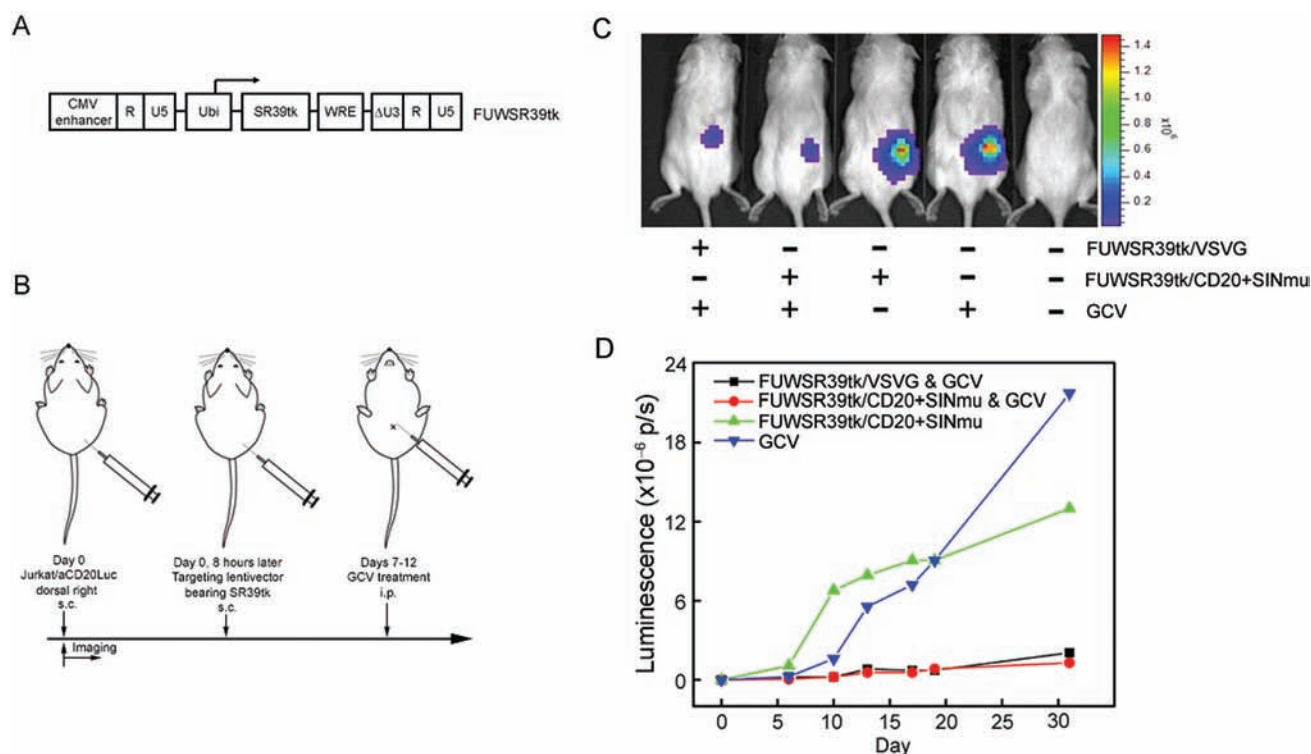 A
CMV enhancer R U5 Ubi SR39tk WRE ΔU3 R U5 FUWSR39tk
B
Day 0
Jurkat/aCD20Luc
dorsal right
s.c.
Day 0, 8 hours later
Targeting lentivector
bearing SR39tk
s.c.
Days 7-12
GCV treatment
i.p.
Imaging
C
1.4
1.2
1.0
0.8
0.6
0.4
0.2
x10⁶
+ − − − − FUWSR39tk/VSVG
− + + − − FUWSR39tk/CD20+SINmu
+ + − + − GCV
D
24
18
12
6
0
Luminescence (x10⁻⁶ p/s)
FUWSR39tk/VSVG & GCV
FUWSR39tk/CD20+SINmu & GCV
FUWSR39tk/CD20+SINmu
GCV
0 5 10 15 20 25 30
Day